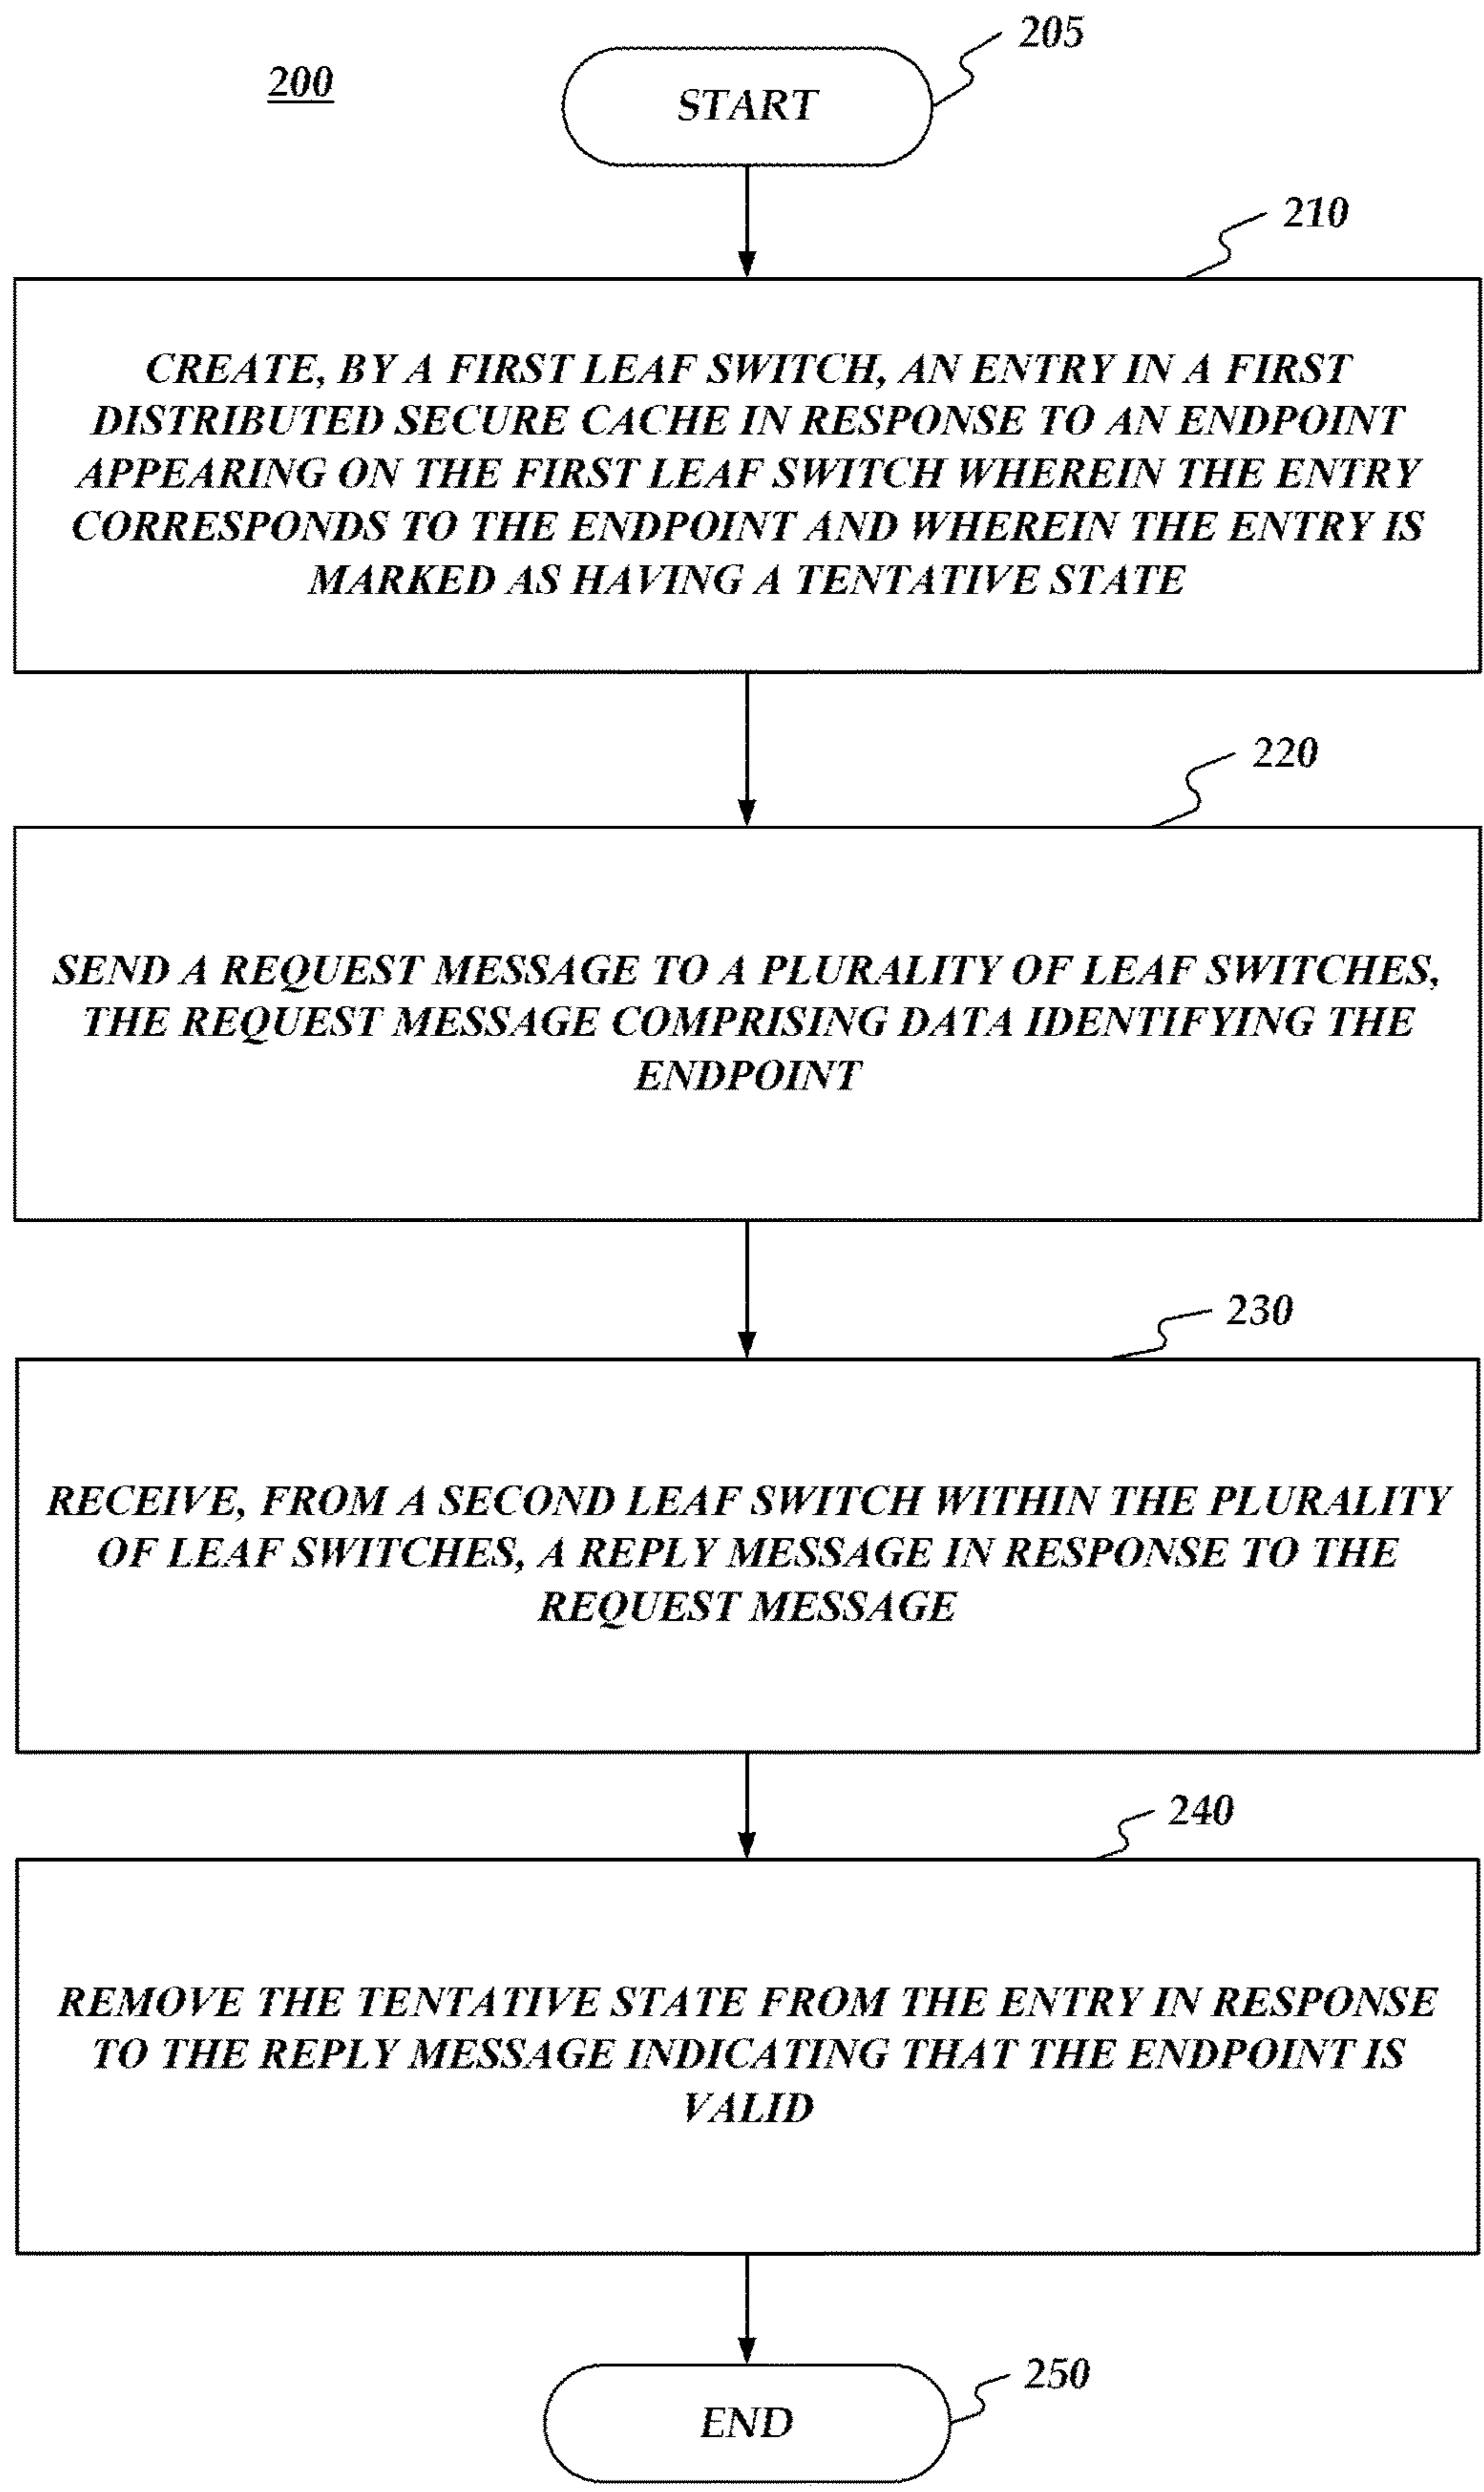 200
205
START
210
CREATE, BY A FIRST LEAF SWITCH, AN ENTRY IN A FIRST
DISTRIBUTED SECURE CACHE IN RESPONSE TO AN ENDPOINT
APPEARING ON THE FIRST LEAF SWITCH WHEREIN THE ENTRY
CORRESPONDS TO THE ENDPOINT AND WHEREIN THE ENTRY IS
MARKED AS HAVING A TENTATIVE STATE
220
SEND A REQUEST MESSAGE TO A PLURALITY OF LEAF SWITCHES,
THE REQUEST MESSAGE COMPRISING DATA IDENTIFYING THE
ENDPOINT
230
RECEIVE, FROM A SECOND LEAF SWITCH WITHIN THE PLURALITY
OF LEAF SWITCHES, A REPLY MESSAGE IN RESPONSE TO THE
REQUEST MESSAGE
240
REMOVE THE TENTATIVE STATE FROM THE ENTRY IN RESPONSE
TO THE REPLY MESSAGE INDICATING THAT THE ENDPOINT IS
VALID
250
END